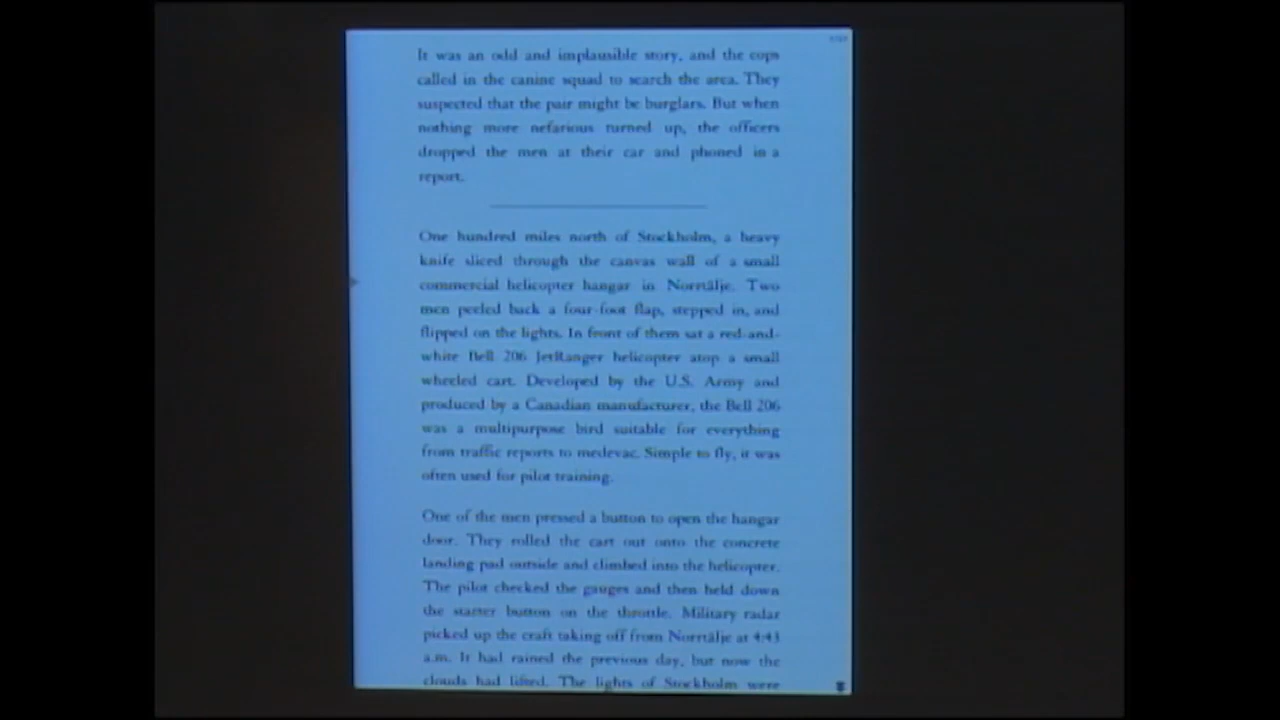 It was an odd and implausible story, and the cops
called in the canine squad to search the area. They
suspected that the pair might be burglars. But when
nothing more nefarious turned up, the officers
dropped the men at their car and phoned in a
report.
One hundred miles north of Stockholm, a heavy
knife sliced through the canvas wall of a small
commercial helicopter hangar in Norrtälje. Two
men peeled back a four-foot flap, stepped in, and
flipped on the lights. In front of them sat a red-and-
white Bell 206 JetRanger helicopter atop a small
wheeled cart. Developed by the U.S. Army and
produced by a Canadian manufacturer, the Bell 206
was a multipurpose bird suitable for everything
from traffic reports to medevac. Simple to fly, it was
often used for pilot training.
One of the men pressed a button to open the hangar
door. They rolled the cart out onto the concrete
landing pad outside and climbed into the helicopter.
The pilot checked the gauges and then held down
the starter button on the throttle. Military radar
picked up the craft taking off from Norrtälje at 4:43
a.m. It had rained the previous day, but now the
clouds had lifted. The lights of Stockholm were